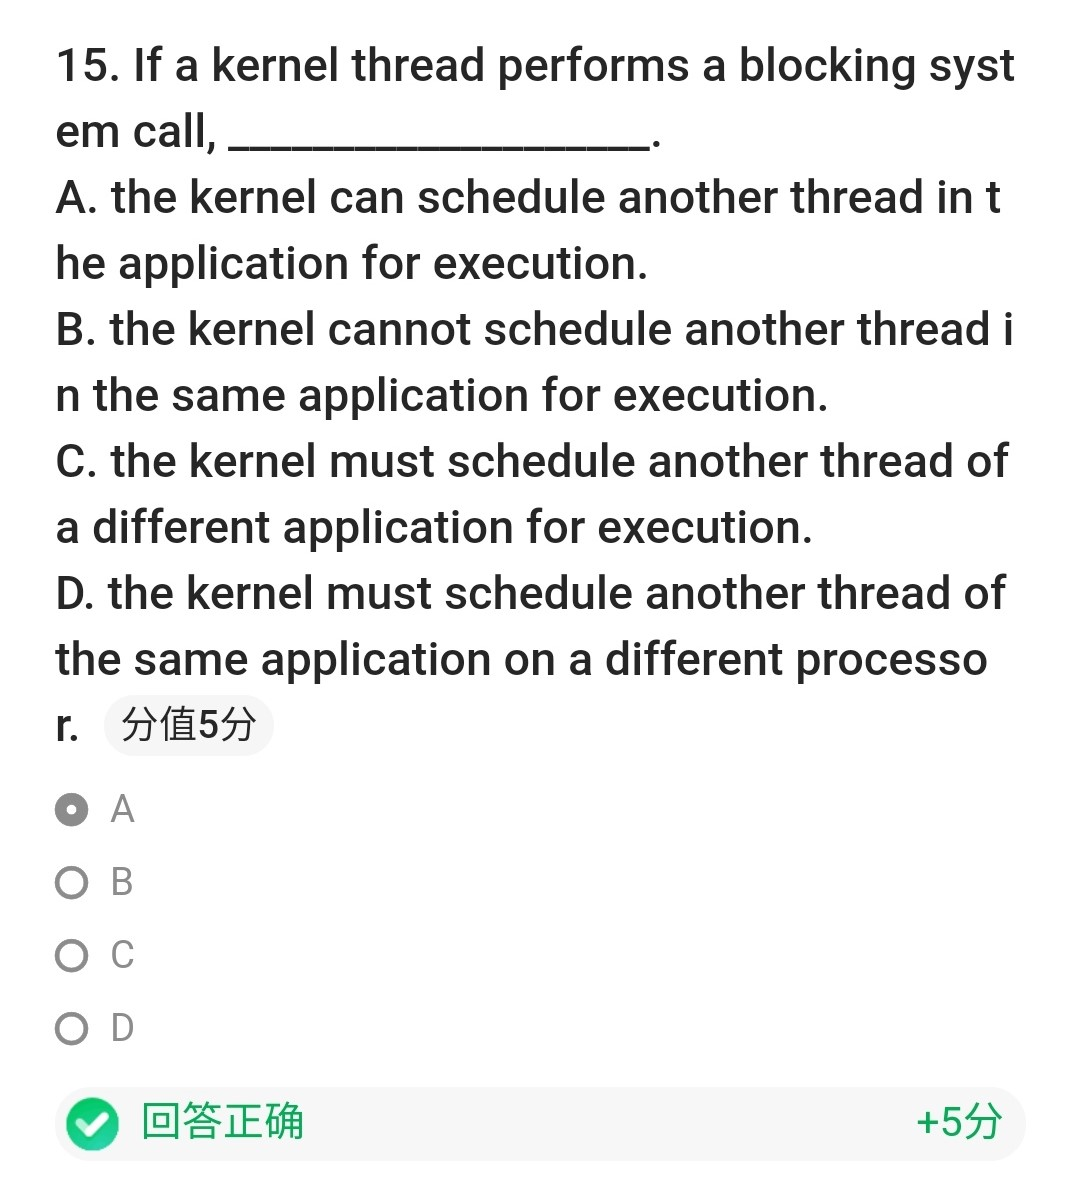 15. If a kernel thread performs a blocking syst
em call, ____________________.
A. the kernel can schedule another thread in t
he application for execution.
B. the kernel cannot schedule another thread i
n the same application for execution.
C. the kernel must schedule another thread of
a different application for execution.
D. the kernel must schedule another thread of
the same application on a different processo
r. 分值5分
A
B
C
D
回答正确 +5分